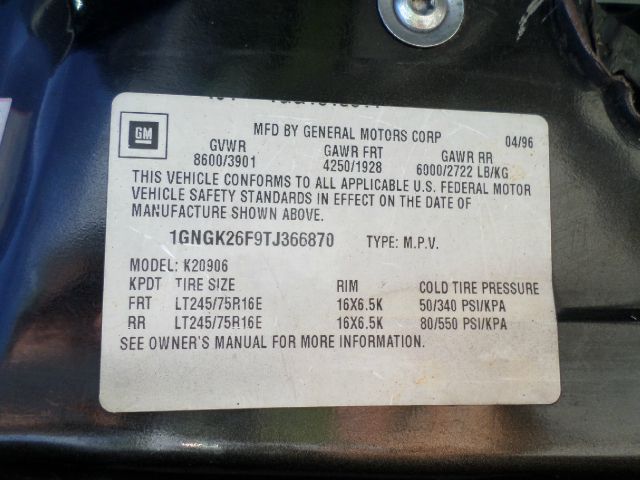 GM
MFD BY GENERAL MOTORS CORP 04/96
GVWR GAWR FRT GAWR RR
8600/3901 4250/1928 6000/2722 LB/KG
THIS VEHICLE CONFORMS TO ALL APPLICABLE U.S. FEDERAL MOTOR
VEHICLE SAFETY STANDARDS IN EFFECT ON THE DATE OF
MANUFACTURE SHOWN ABOVE.
1GNGK26F9TJ366870 TYPE: M.P.V.
MODEL: K20906
KPDT TIRE SIZE RIM COLD TIRE PRESSURE
FRT LT245/75R16E 16X6.5K 50/340 PSI/KPA
RR LT245/75R16E 16X6.5K 80/550 PSI/KPA
SEE OWNER'S MANUAL FOR MORE INFORMATION.